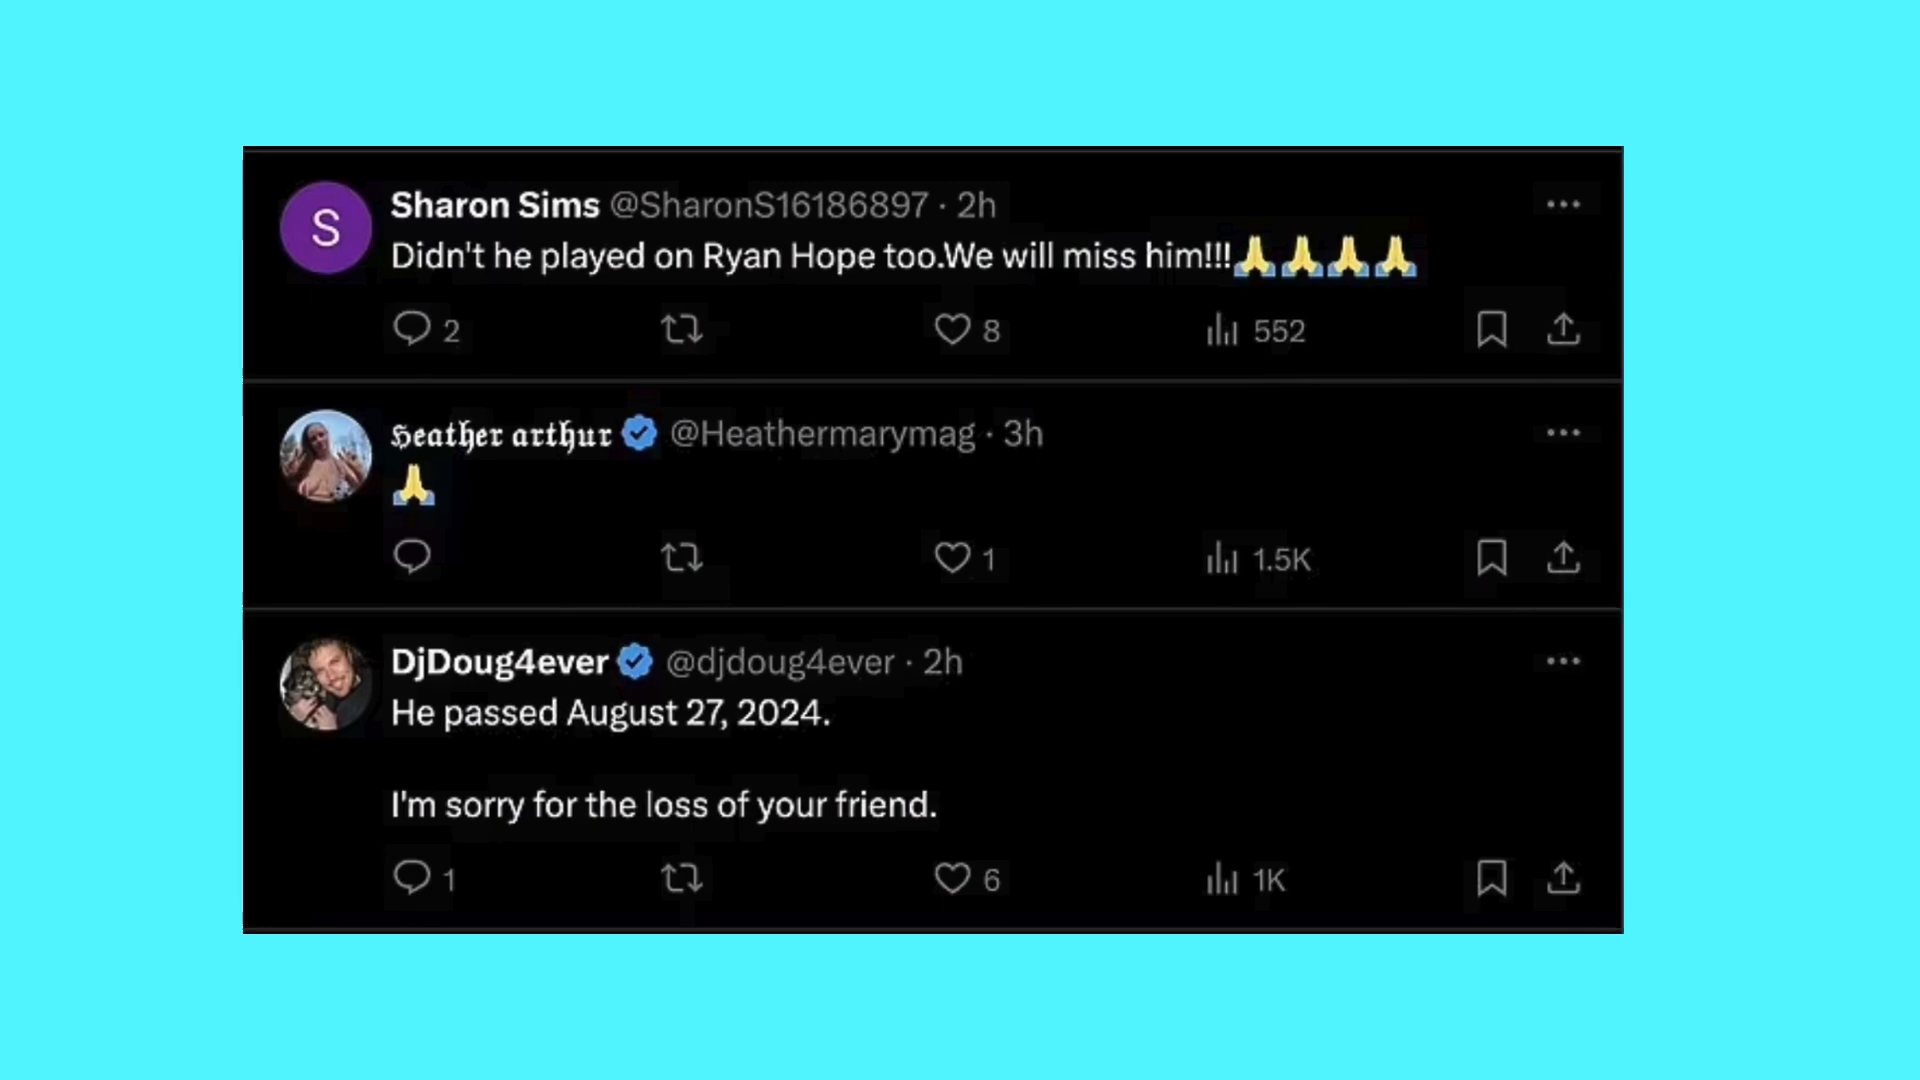 S
Sharon Sims @SharonS16186897 · 2h
Didn't he played on Ryan Hope too.We will miss him!!!🙏🙏🙏🙏
2 8 552
𝔥eather arthur @Heathermarymag · 3h
🙏
1 1.5K
DjDoug4ever @djdoug4ever · 2h
He passed August 27, 2024.
I'm sorry for the loss of your friend.
1 6 1K